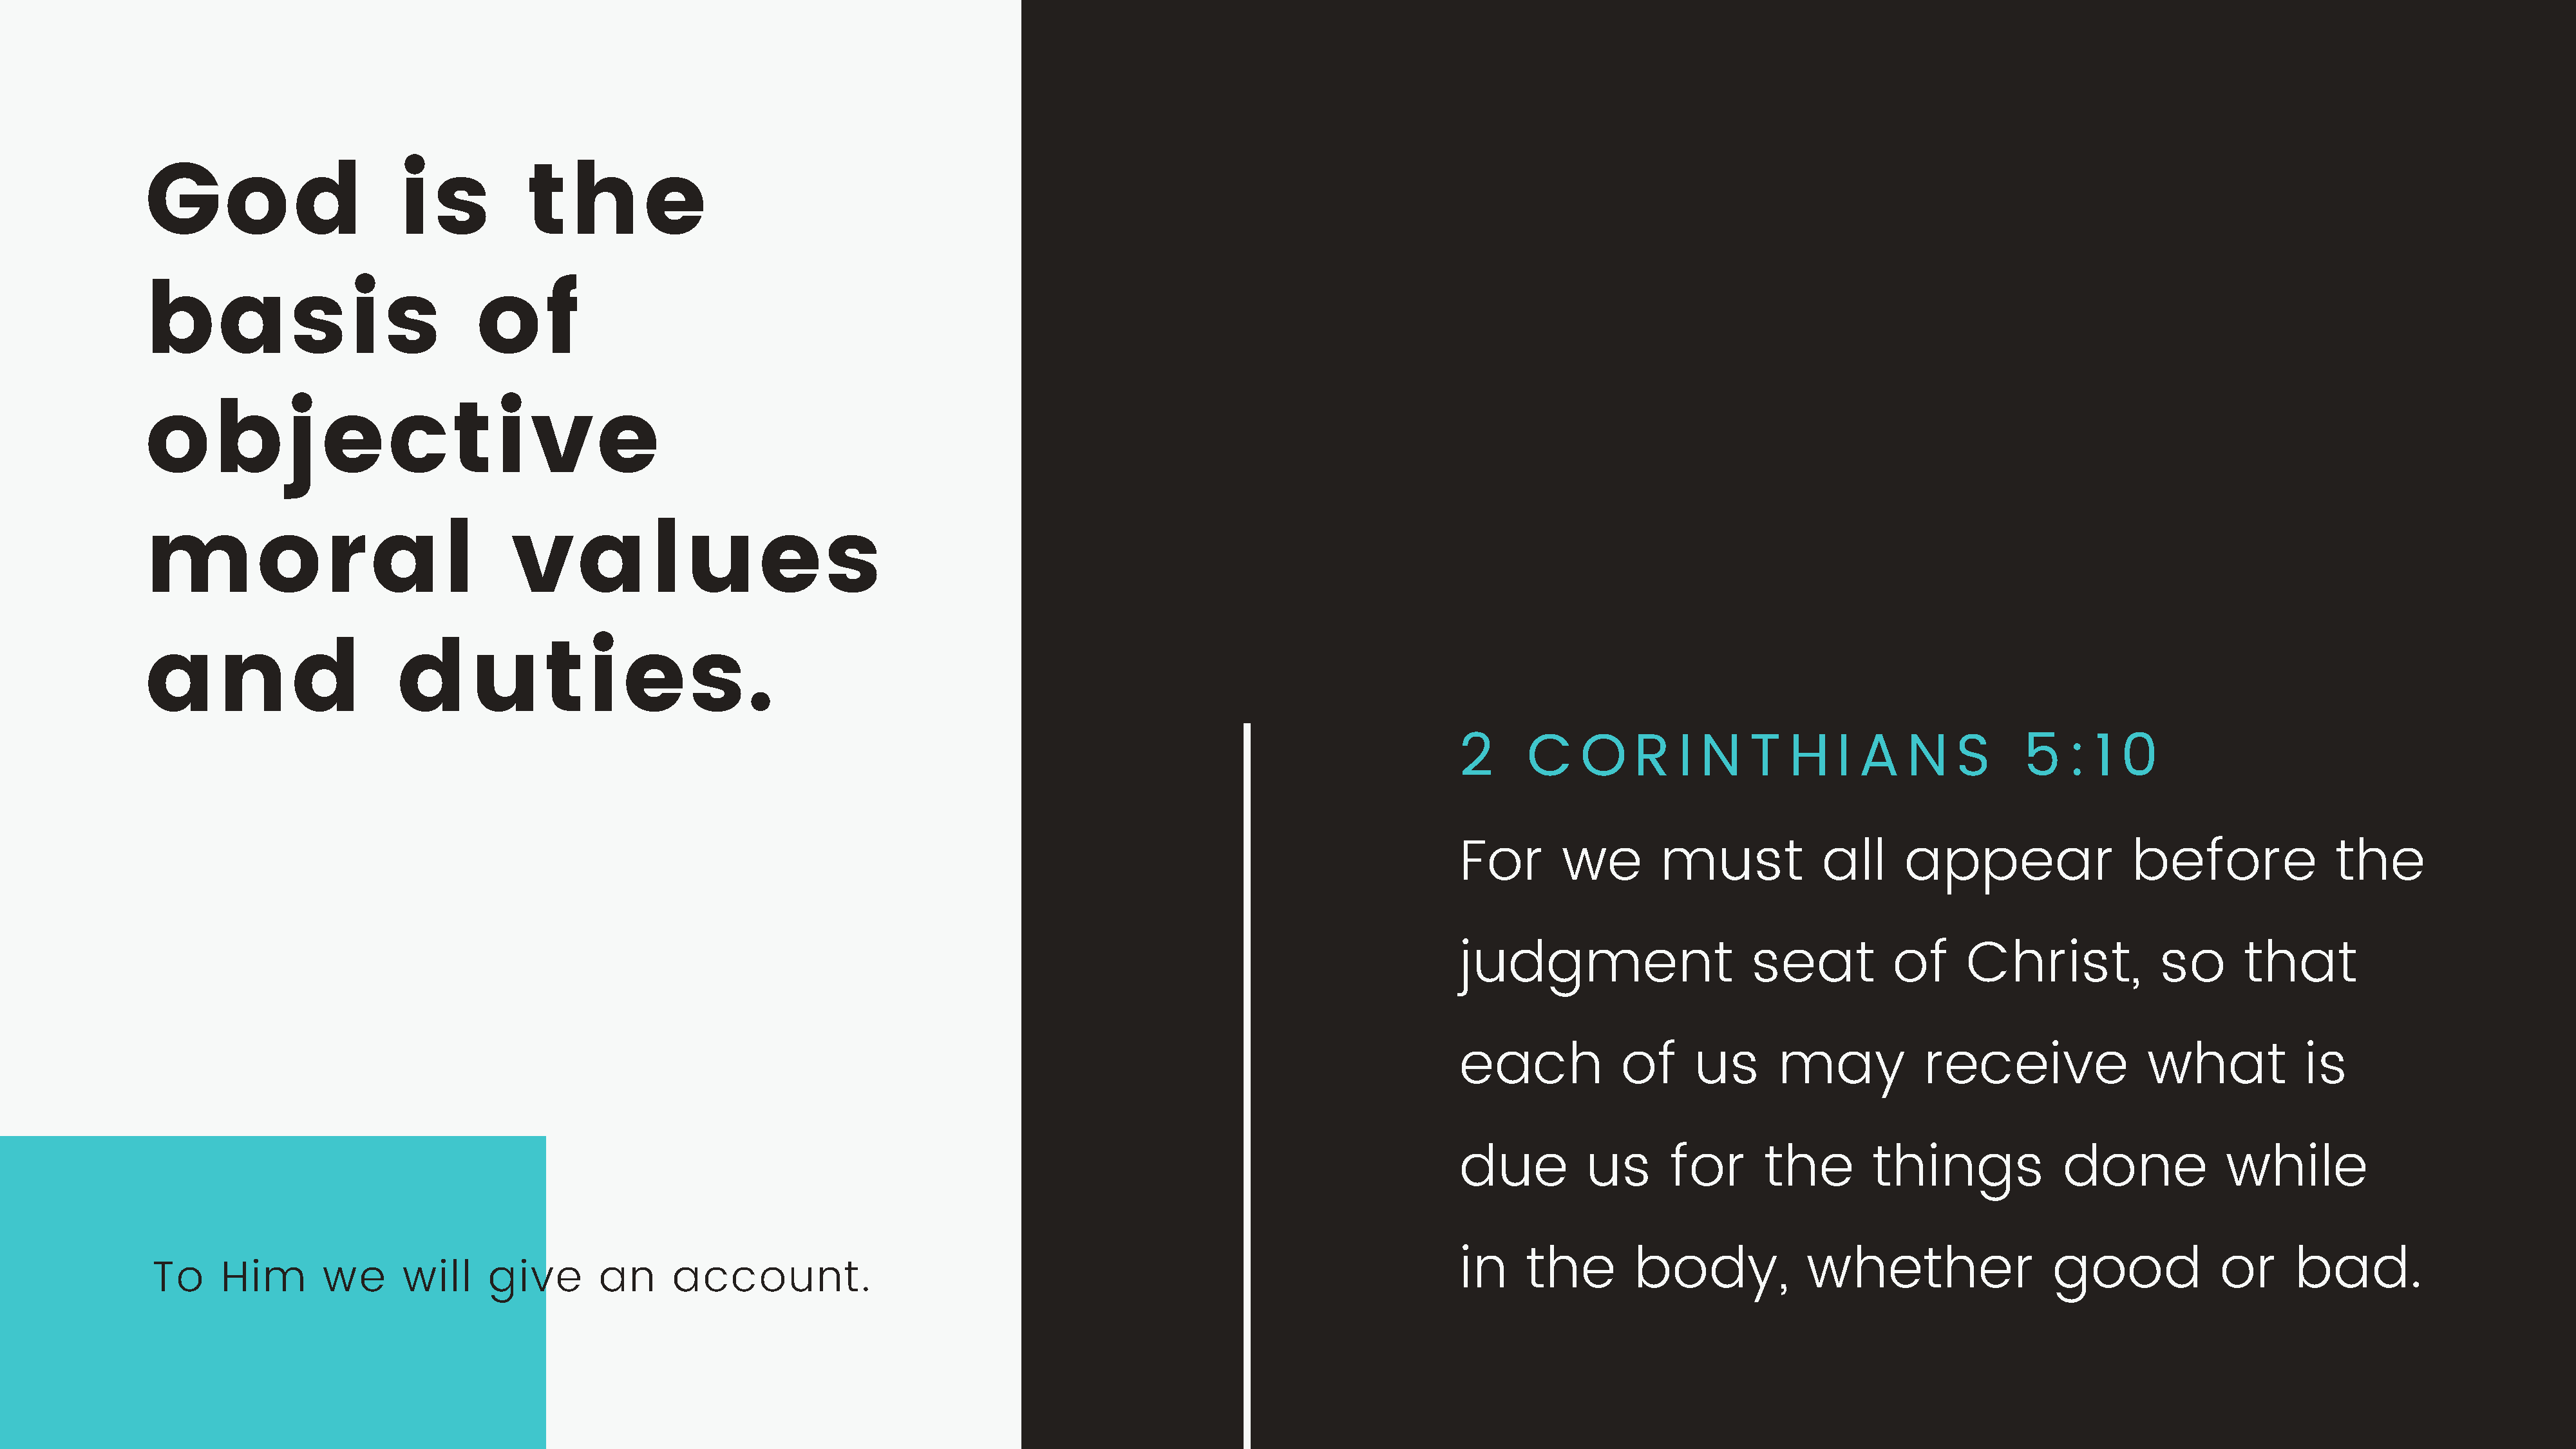 God is the
basis of
objective
moral values
and duties.
To Him we will give an account.
2 CORINTHIANS 5:10
For we must all appear before the
judgment seat of Christ, so that
each of us may receive what is
due us for the things done while
in the body, whether good or bad.